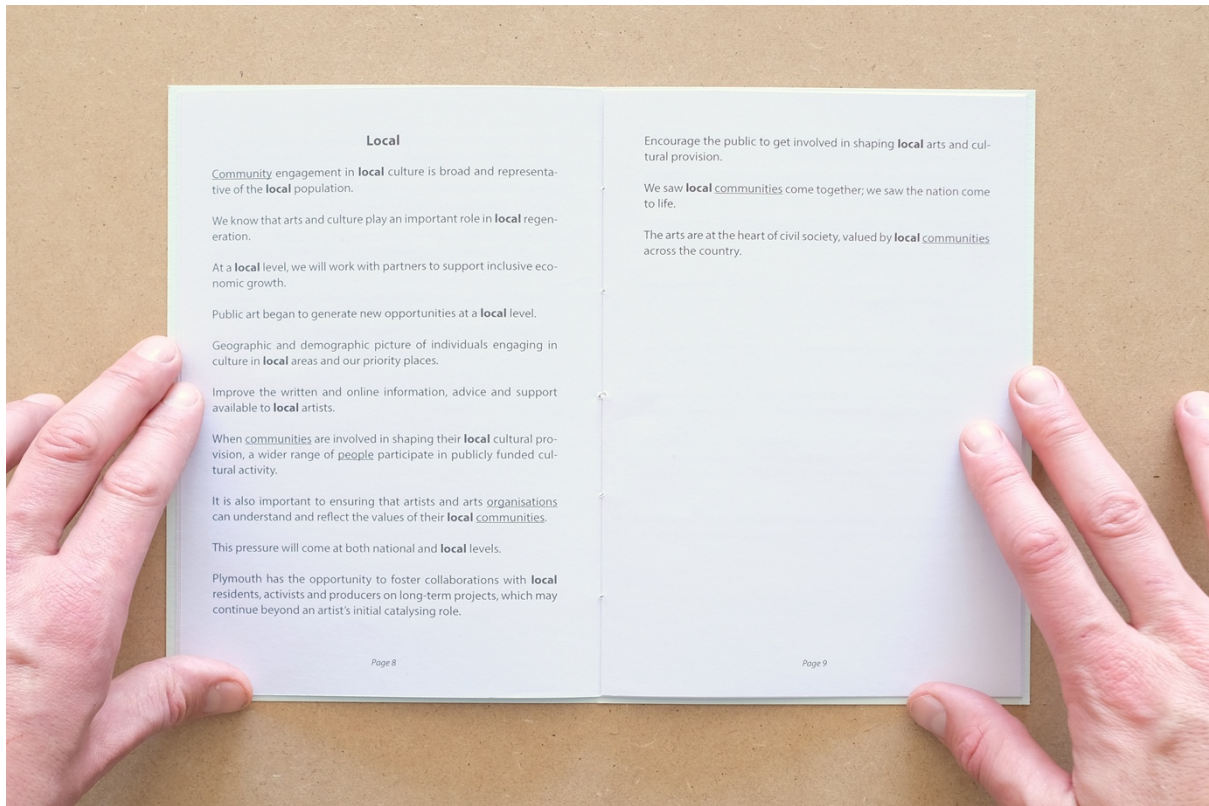 Local
Community engagement in local culture is broad and representa-
tive of the local population.
We know that arts and culture play an important role in local regen-
eration.
At a local level, we will work with partners to support inclusive eco-
nomic growth.
Public art began to generate new opportunities at a local level.
Geographic and demographic picture of individuals engaging in
culture in local areas and our priority places.
Improve the written and online information, advice and support
available to local artists.
When communities are involved in shaping their local cultural pro-
vision, a wider range of people participate in publicly funded cul-
tural activity.
It is also important to ensuring that artists and arts organisations
can understand and reflect the values of their local communities.
This pressure will come at both national and local levels.
Plymouth has the opportunity to foster collaborations with local
residents, activists and producers on long-term projects, which may
continue beyond an artist's initial catalysing role.
Page 8
Encourage the public to get involved in shaping local arts and cul-
tural provision.
We saw local communities come together; we saw the nation come
to life.
The arts are at the heart of civil society, valued by local communities
across the country.
Page 9